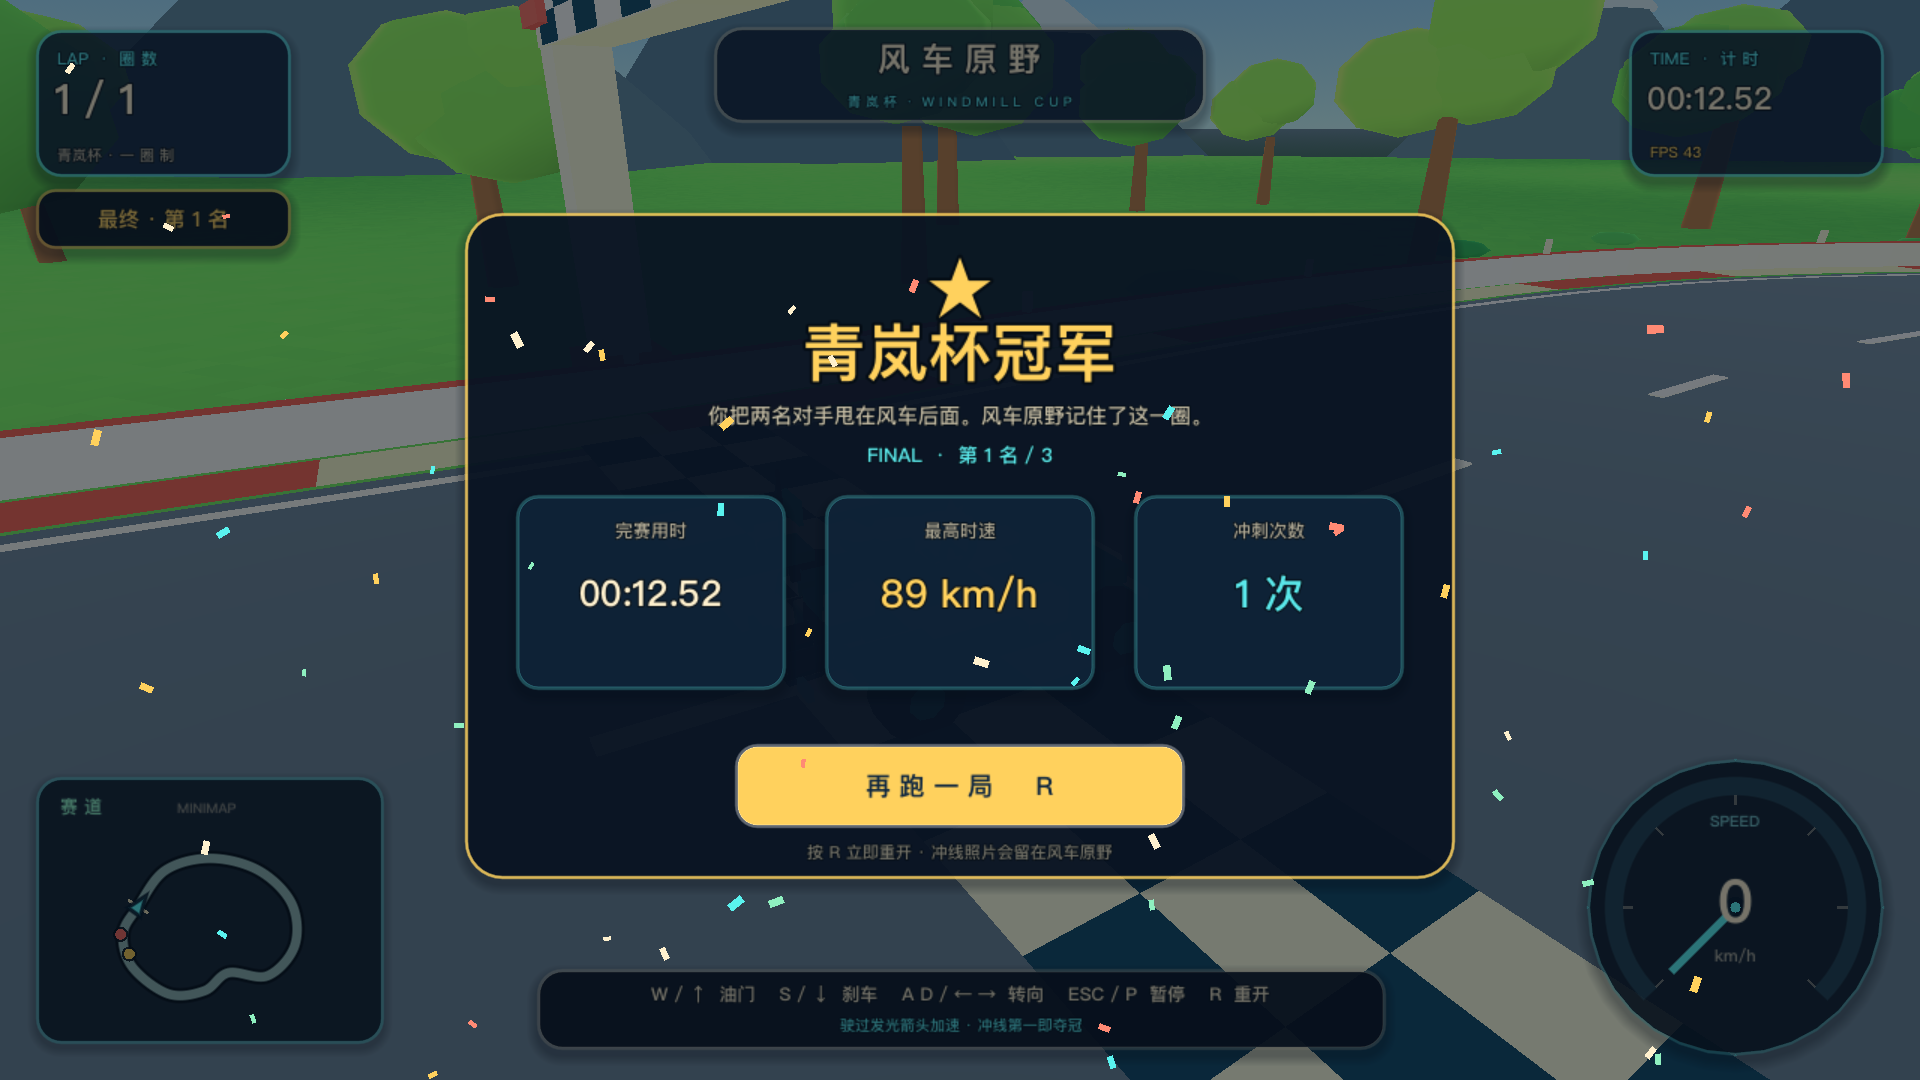 LAP · 圈数
1 / 1
青岚杯 · 一圈制
最终 · 第 1 名
风车原野
青岚杯 · WINDMILL CUP
TIME · 计时
00:12.52
FPS 43
青岚杯冠军
你把两名对手甩在风车后面。风车原野记住了这一圈。
FINAL · 第 1 名 / 3
完赛用时
00:12.52
最高时速
89 km/h
冲刺次数
1 次
再跑一局 R
按 R 立即重开 · 冲线照片会留在风车原野
赛道 MINIMAP
SPEED
0
km/h
W / ↑ 油门 S / ↓ 刹车 A D / ← → 转向 ESC / P 暂停 R 重开
驶过发光箭头加速 · 冲线第一即夺冠